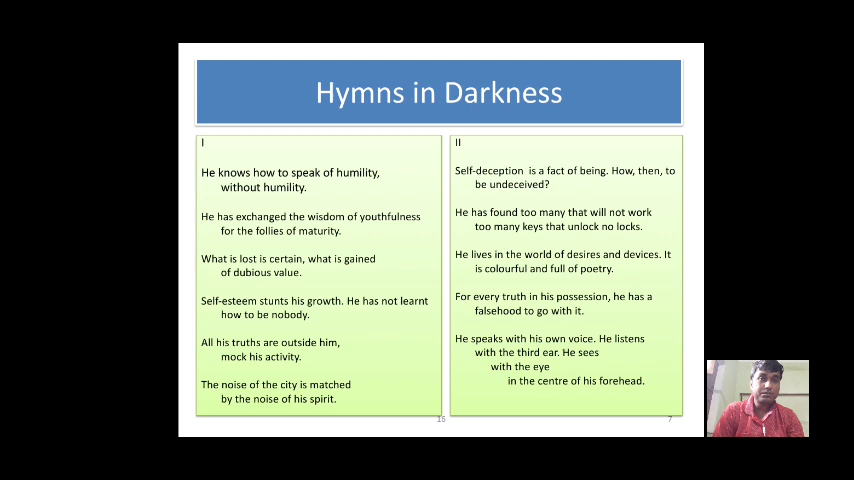 Hymns in Darkness
I
He knows how to speak of humility,
without humility.
He has exchanged the wisdom of youthfulness
for the follies of maturity.
What is lost is certain, what is gained
of dubious value.
Self-esteem stunts his growth. He has not learnt
how to be nobody.
All his truths are outside him,
mock his activity.
The noise of the city is matched
by the noise of his spirit.
II
Self-deception is a fact of being. How, then, to
be undeceived?
He has found too many that will not work
too many keys that unlock no locks.
He lives in the world of desires and devices. It
is colourful and full of poetry.
For every truth in his possession, he has a
falsehood to go with it.
He speaks with his own voice. He listens
with the third ear. He sees
with the eye
in the centre of his forehead.
16
7